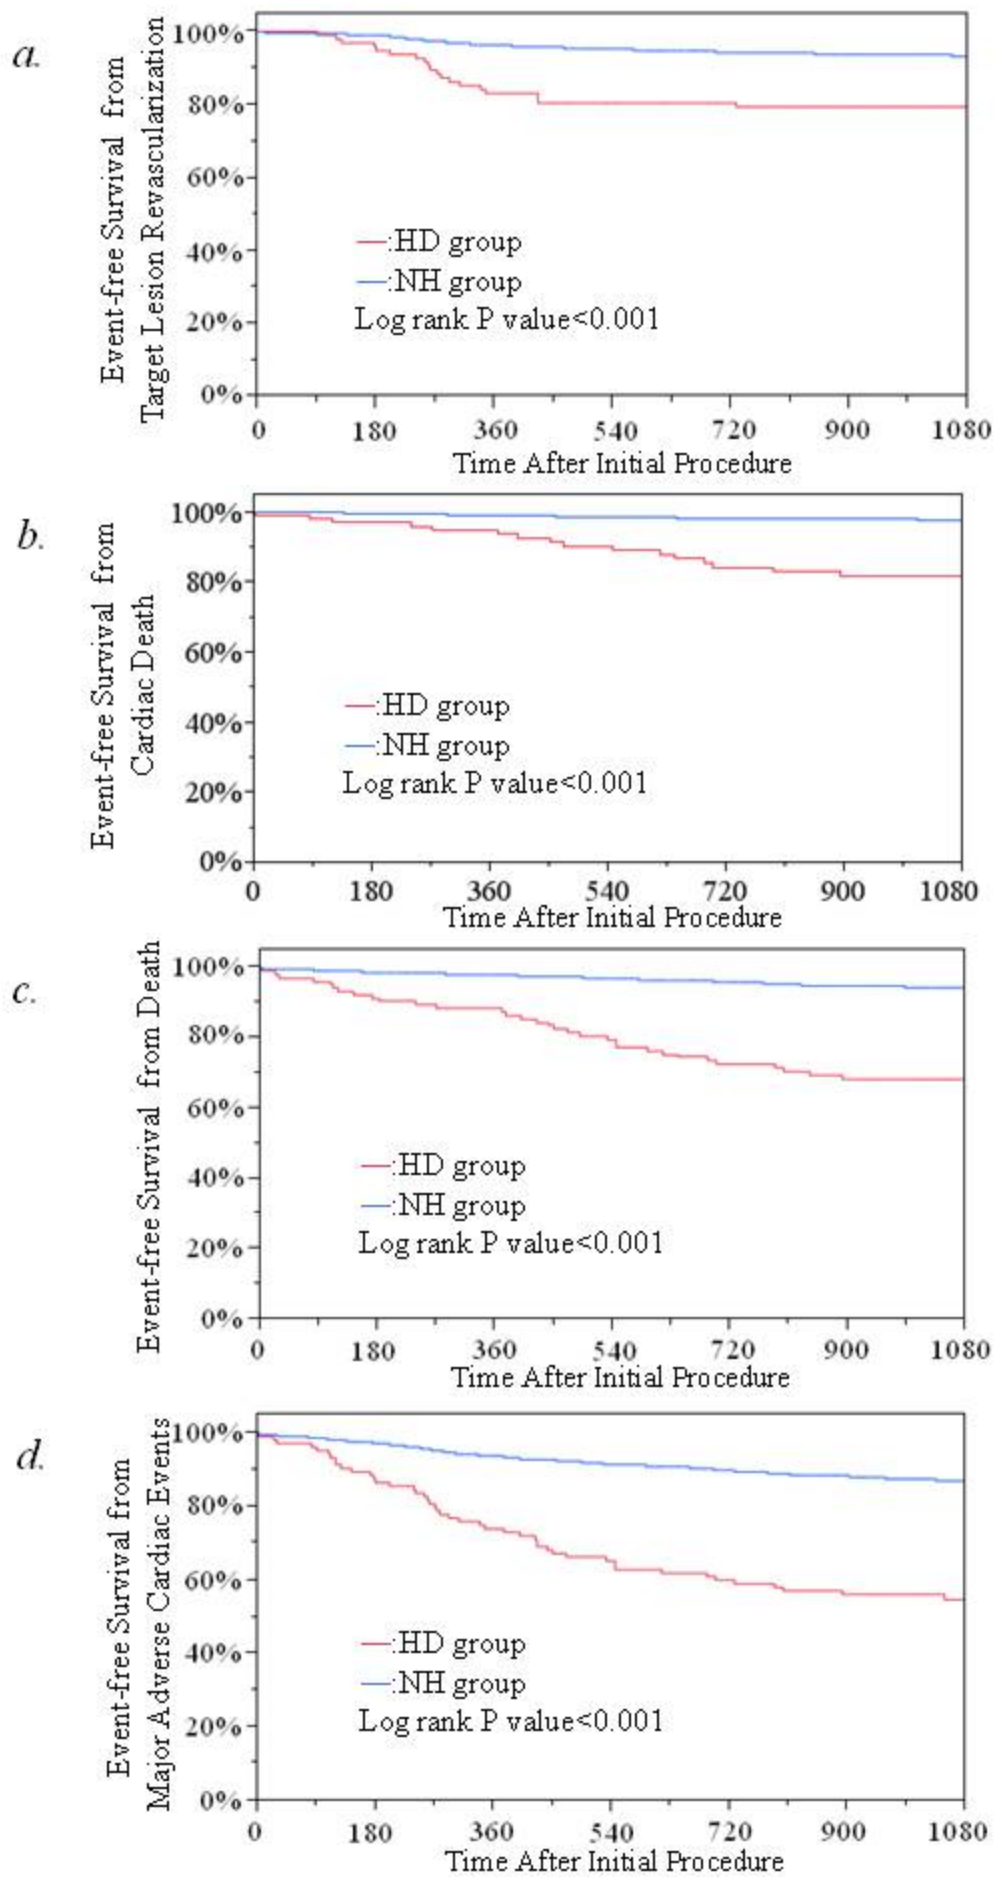 a.
Event-free Survival from
Target Lesion Revascularization
100%
80%
60%
40%
20%
0%
:HD group
:NH group
Log rank P value<0.001
0 180 360 540 720 900 1080
Time After Initial Procedure
b.
Event-free Survival from
Cardiac Death
100%
80%
60%
40%
20%
0%
:HD group
:NH group
Log rank P value<0.001
0 180 360 540 720 900 1080
Time After Initial Procedure
c.
Event-free Survival from Death
100%
80%
60%
40%
20%
0%
:HD group
:NH group
Log rank P value<0.001
0 180 360 540 720 900 1080
Time After Initial Procedure
d.
Event-free Survival from
Major Adverse Cardiac Events
100%
80%
60%
40%
20%
0%
:HD group
:NH group
Log rank P value<0.001
0 180 360 540 720 900 1080
Time After Initial Procedure